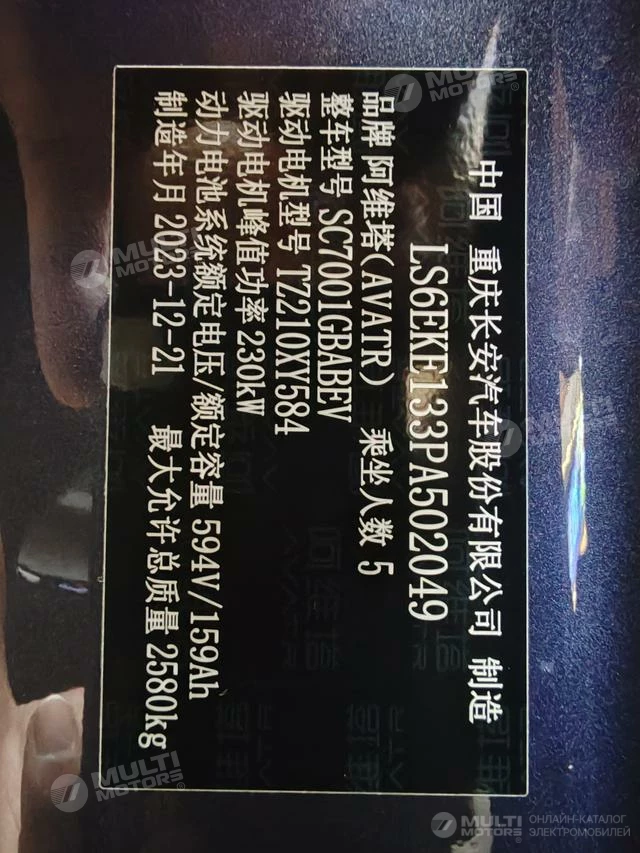 中国 重庆长安汽车股份有限公司 制造
LS6EKE133PA502049
品牌 阿维塔(AVATR) 乘坐人数 5
整车型号 SC7001GBABEV
驱动电机型号 TZ210XY584
驱动电机峰值功率 230kW
动力电池系统额定电压/额定容量 594V/159Ah
制造年月 2023-12-21 最大允许总质量 2580kg
MULTI MOTORS
MULTI MOTORS
MULTI MOTORS
MULTI MOTORS
MULTI MOTORS
ОНЛАЙН-КАТАЛОГ
ЭЛЕКТРОМОБИЛЕЙ